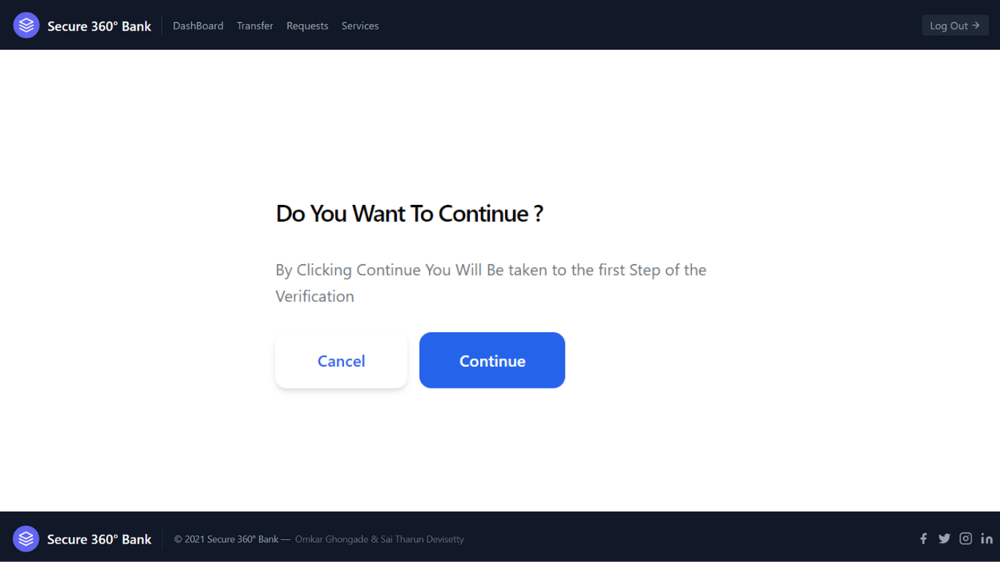 Secure 360° Bank DashBoard Transfer Requests Services Log Out →
Do You Want To Continue ?
By Clicking Continue You Will Be taken to the first Step of the
Verification
Cancel Continue
Secure 360° Bank © 2021 Secure 360° Bank — Omkar Ghongade & Sai Tharun Devisetty